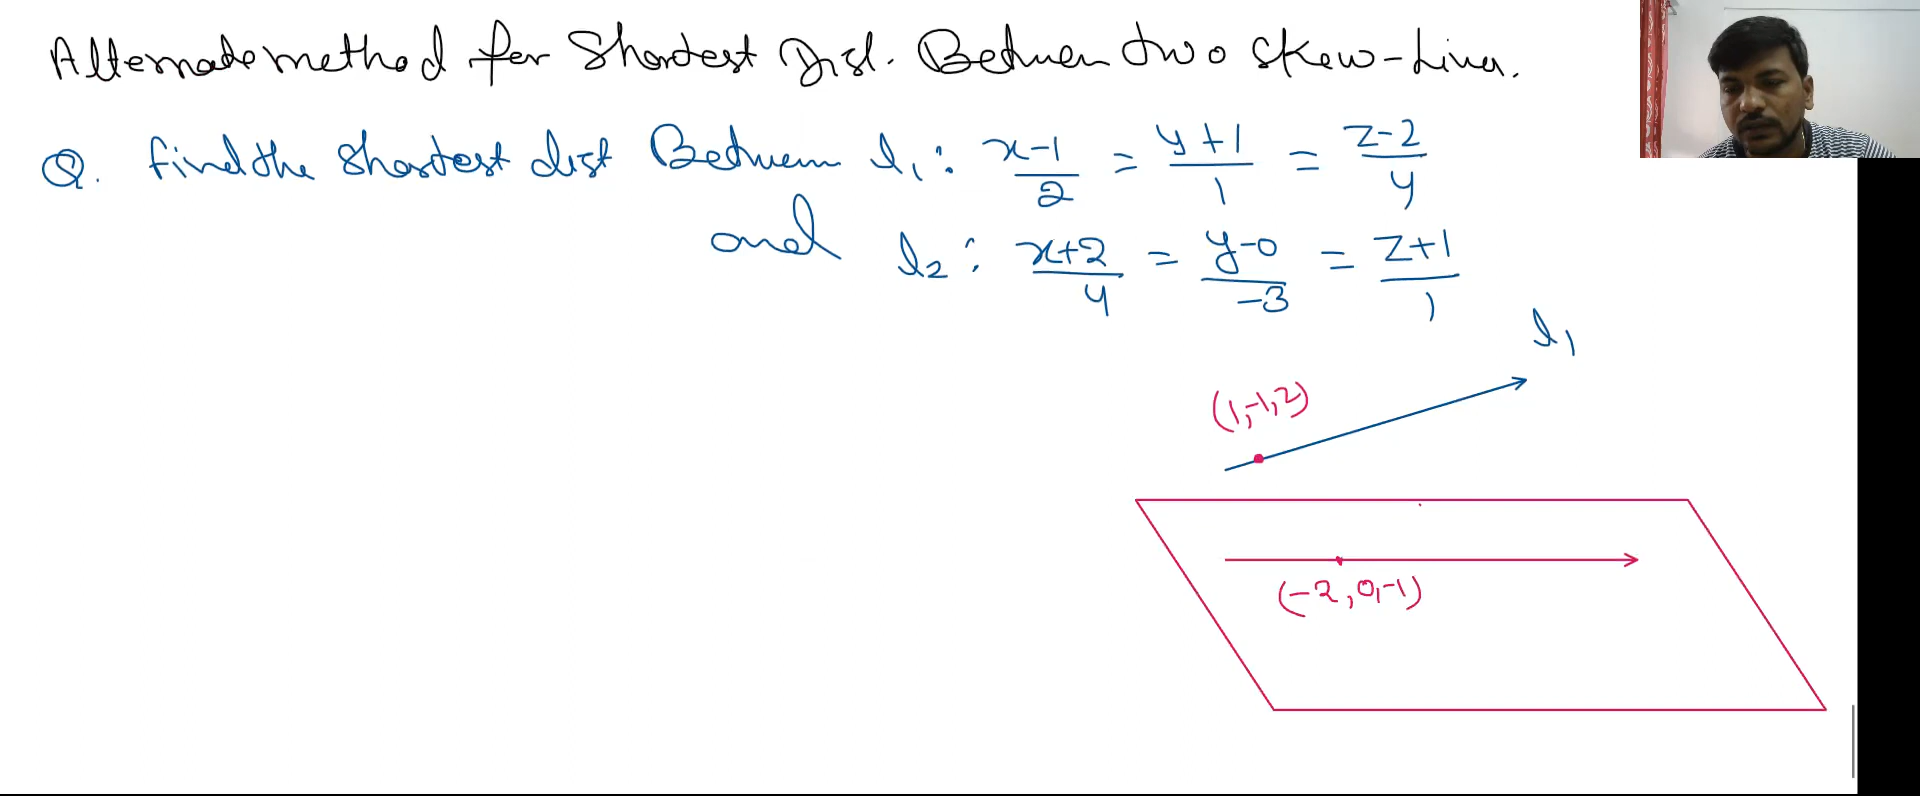 Alternate method for Shortest Dist. Between two Skew-Lines.
Q. find the shortest dist Between l₁: (x-1)/2 = (y+1)/1 = (z-2)/4
and l₂: (x+2)/4 = (y-0)/-3 = (z+1)/1
l₁
(1,-1,2)
(-2,0,-1)